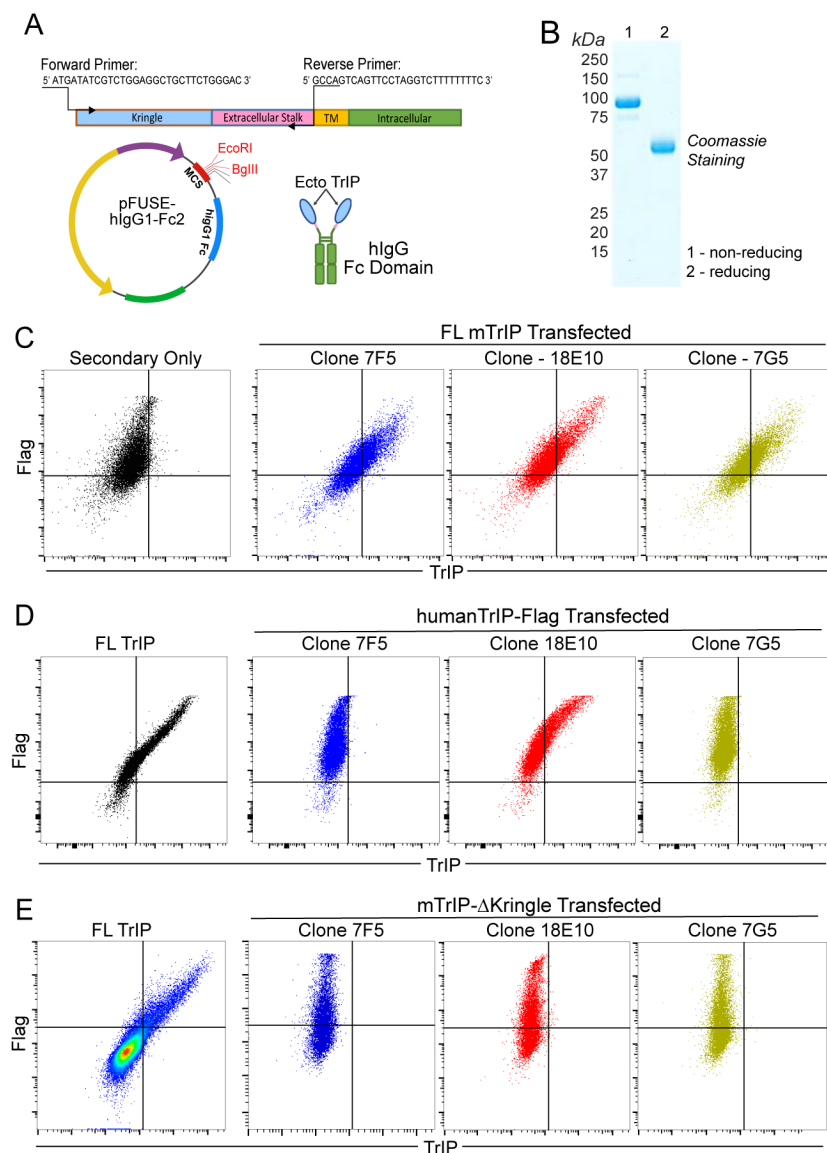 A
Forward Primer:
5' ATGATATCGTCTGGAGGCTGCTTCTGGGAC 3'
Reverse Primer:
5' GCCAGTCAGTTCCTAGGTCTTTTTTTTC 3'
Kringle
Extracellular Stalk
TM
Intracellular
EcoRI
BgIII
MCS
pFUSE-
hIgG1-Fc2
higG1 Fc
Ecto TrIP
hIgG
Fc Domain
B
kDa
1
2
250
150
100
75
50
37
25
20
15
Coomassie
Staining
1 - non-reducing
2 - reducing
C
FL mTrIP Transfected
Secondary Only
Clone 7F5
Clone - 18E10
Clone - 7G5
Flag
TrIP
D
humanTrIP-Flag Transfected
FL TrIP
Clone 7F5
Clone 18E10
Clone 7G5
Flag
TrIP
E
mTrIP-ΔKringle Transfected
FL TrIP
Clone 7F5
Clone 18E10
Clone 7G5
Flag
TrIP